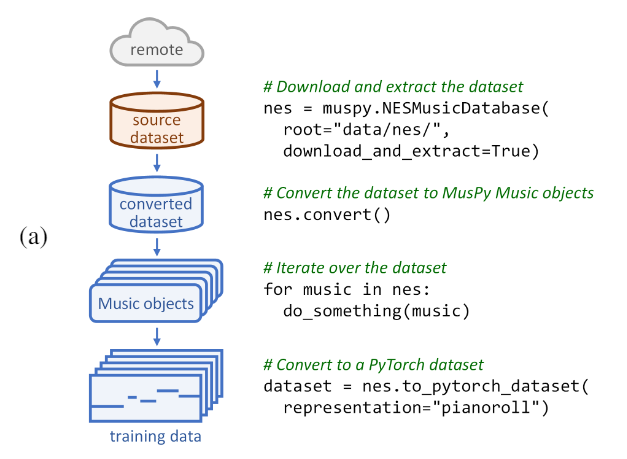 remote
# Download and extract the dataset
nes = muspy.NESMusicDatabase(
root="data/nes/",
download_and_extract=True)
source
dataset
# Convert the dataset to MusPy Music objects
nes.convert()
converted
dataset
(a)
# Iterate over the dataset
for music in nes:
do_something(music)
Music objects
# Convert to a PyTorch dataset
dataset = nes.to_pytorch_dataset(
representation="pianoroll")
training data